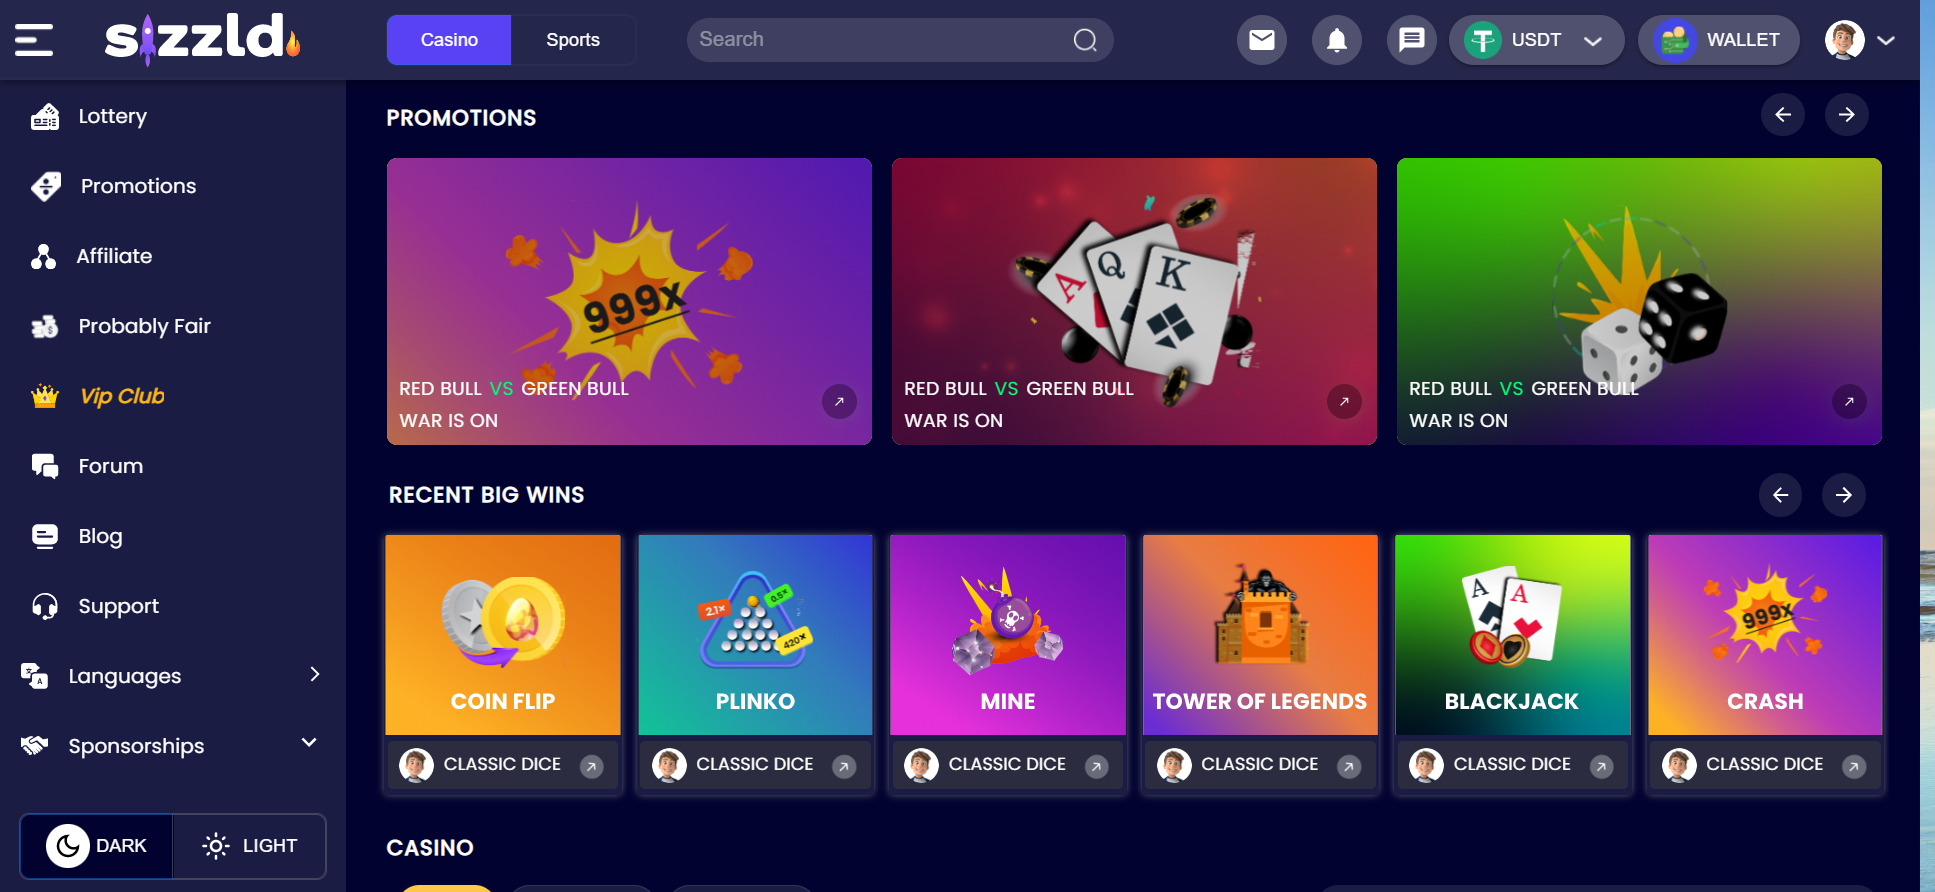 sizzld
Casino
Sports
Search
USDT
WALLET
Lottery
Promotions
Affiliate
Probably Fair
Vip Club
Forum
Blog
Support
Languages
Sponsorships
DARK
LIGHT
PROMOTIONS
999x
RED BULL VS GREEN BULL
WAR IS ON
A
Q
K
RED BULL VS GREEN BULL
WAR IS ON
RED BULL VS GREEN BULL
WAR IS ON
RECENT BIG WINS
COIN FLIP
CLASSIC DICE
2.1x
0.5x
420x
PLINKO
CLASSIC DICE
MINE
CLASSIC DICE
TOWER OF LEGENDS
CLASSIC DICE
A
A
BLACKJACK
CLASSIC DICE
999x
CRASH
CLASSIC DICE
CASINO